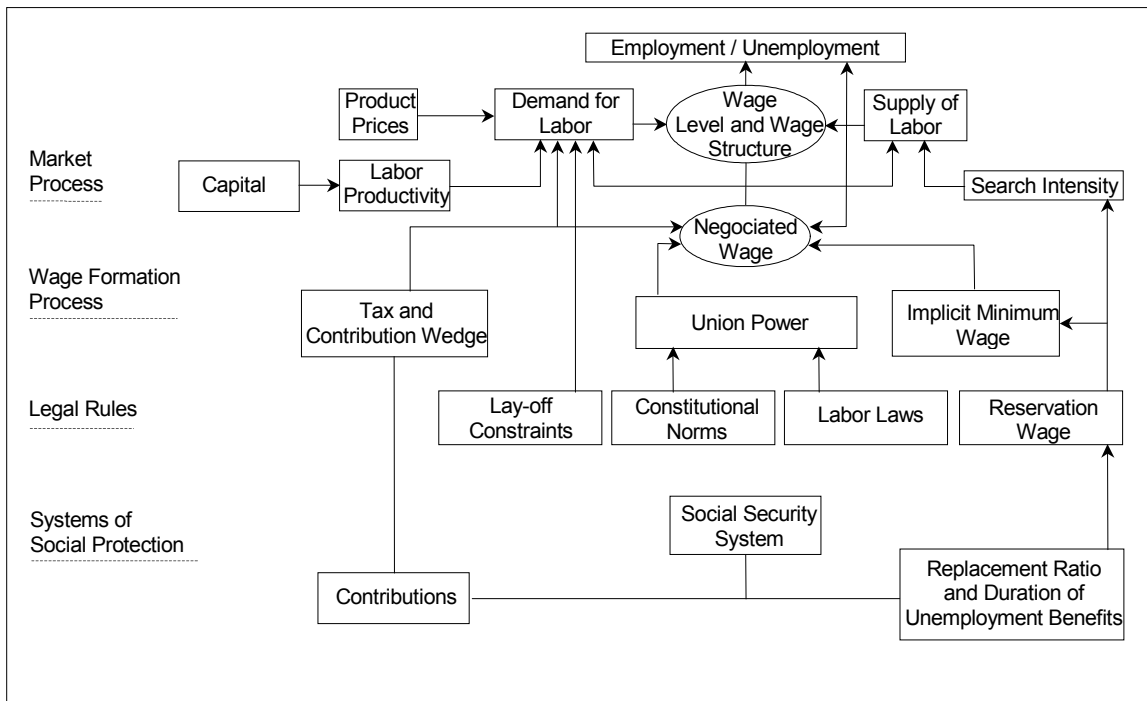 Employment / Unemployment
Product
Prices
Demand for
Labor
Wage
Level and Wage
Structure
Supply of
Labor
Market
Process
Capital
Labor
Productivity
Search Intensity
Negociated
Wage
Wage Formation
Process
Tax and
Contribution Wedge
Union Power
Implicit Minimum
Wage
Legal Rules
Lay-off
Constraints
Constitutional
Norms
Labor Laws
Reservation
Wage
Systems of
Social Protection
Social Security
System
Contributions
Replacement Ratio
and Duration of
Unemployment Benefits